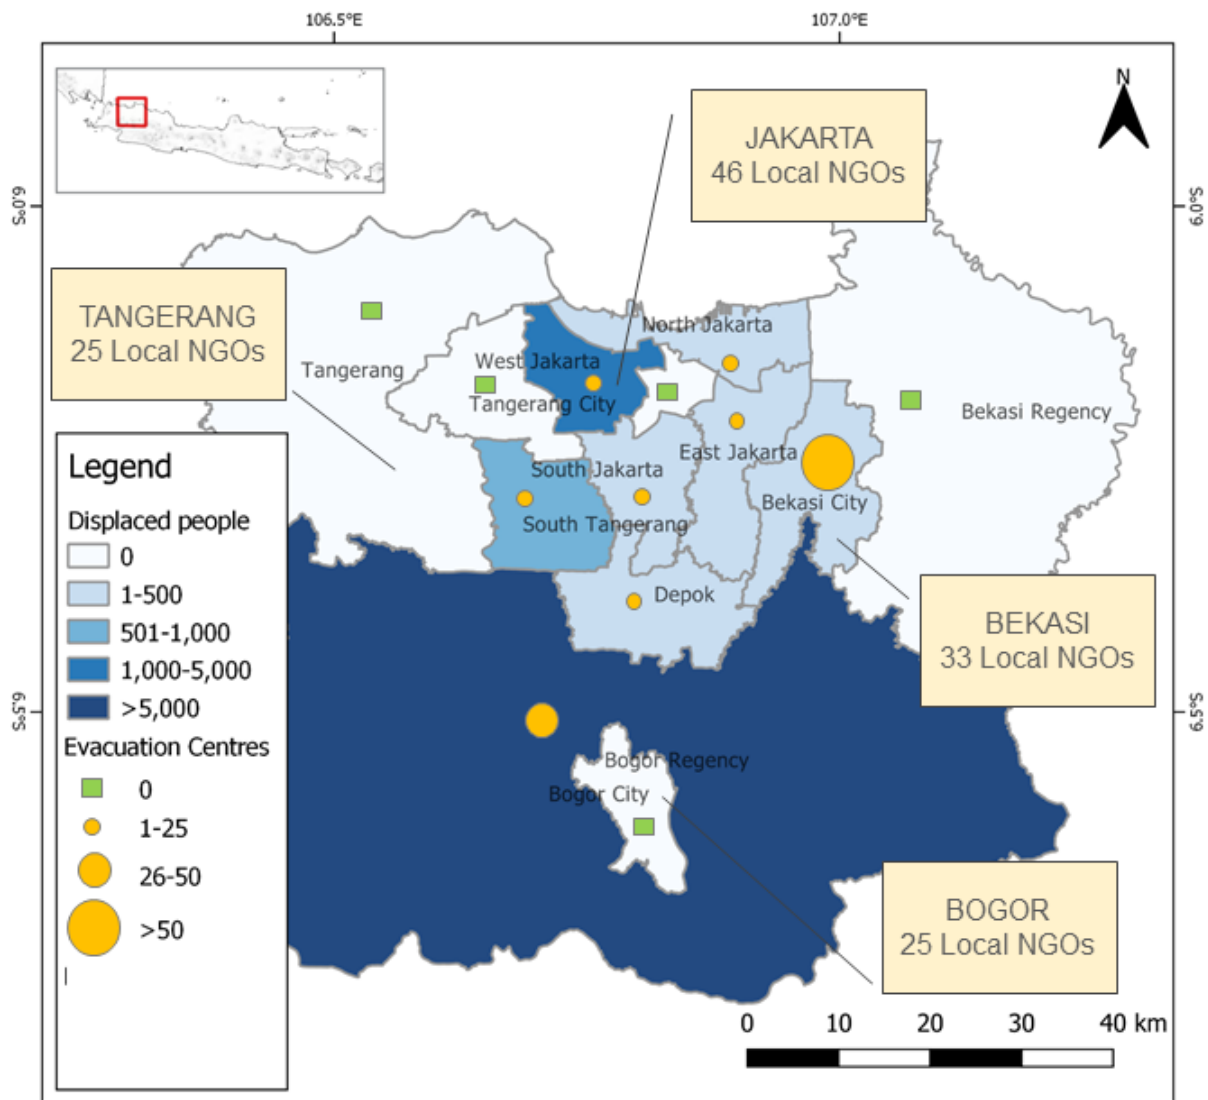 106.5°E
107.0°E
N
6.0°S
6.0°S
JAKARTA
46 Local NGOs
TANGERANG
25 Local NGOs
North Jakarta
West Jakarta
Tangerang
Tangerang City
Bekasi Regency
East Jakarta
South Jakarta
Bekasi City
South Tangerang
Depok
BEKASI
33 Local NGOs
Legend
Displaced people
0
1-500
501-1,000
1,000-5,000
>5,000
Evacuation Centres
0
1-25
26-50
>50
6.5°S
6.5°S
Bogor Regency
Bogor City
BOGOR
25 Local NGOs
0
10
20
30
40 km